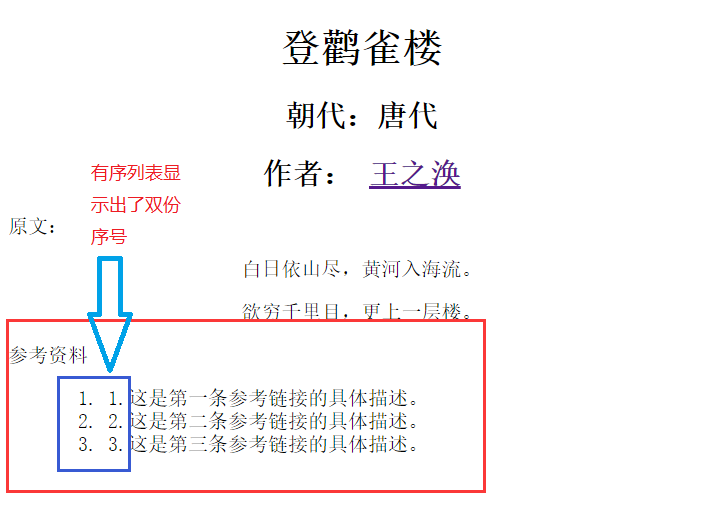 登鹳雀楼
朝代：唐代
作者： 王之涣
有序列表显
示出了双份
序号
原文：
白日依山尽，黄河入海流。
欲穷千里目，更上一层楼。
参考资料
1. 1.这是第一条参考链接的具体描述。
2. 2.这是第二条参考链接的具体描述。
3. 3.这是第三条参考链接的具体描述。